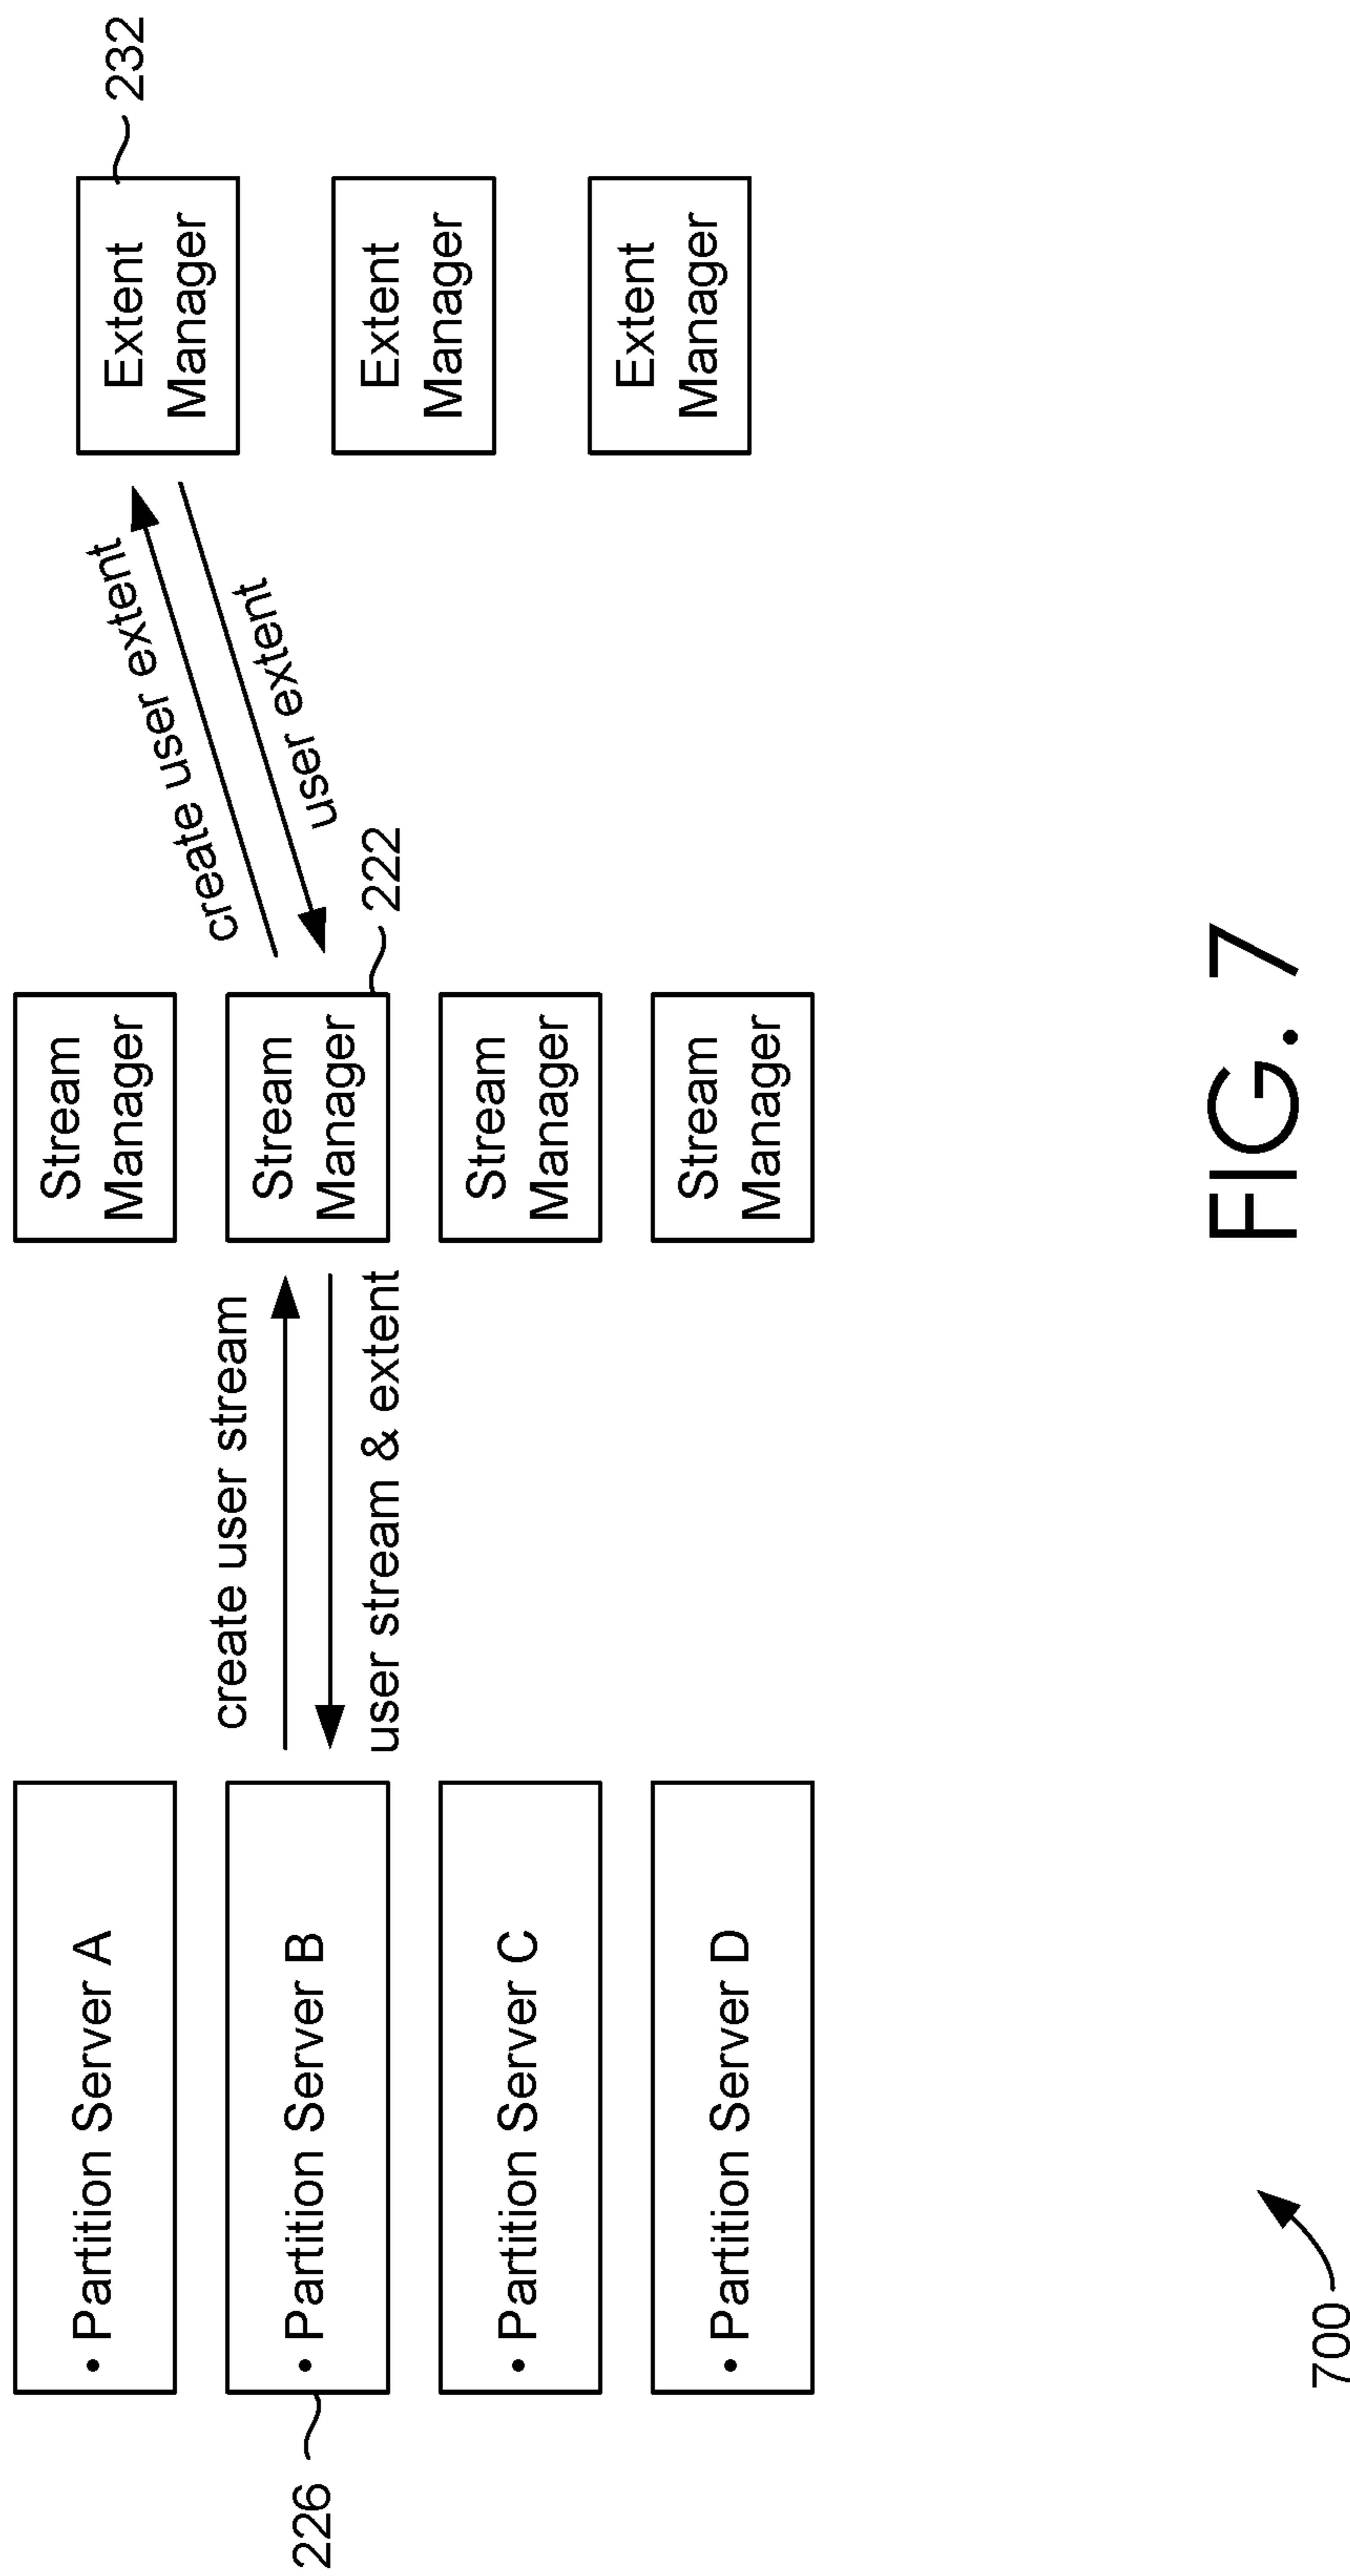 • Partition Server A
• Partition Server B
• Partition Server C
• Partition Server D
226
create user stream
user stream & extent
Stream
Manager
Stream
Manager
Stream
Manager
Stream
Manager
222
create user extent
user extent
Extent
Manager
Extent
Manager
Extent
Manager
232
700
FIG. 7